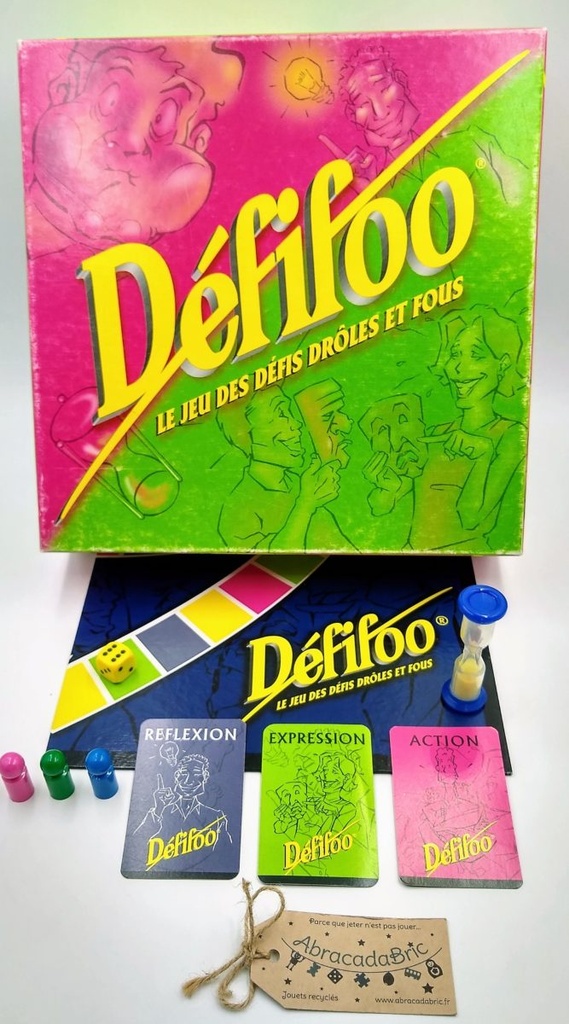 Défifoo®
LE JEU DES DÉFIS DRÔLES ET FOUS
Défifoo®
LE JEU DES DÉFIS DRÔLES ET FOUS
REFLEXION
Défifoo
EXPRESSION
Défifoo
ACTION
Défifoo
Parce que jeter n'est pas jouer...
AbracadaBric
Jouets recyclés
www.abracadabric.fr